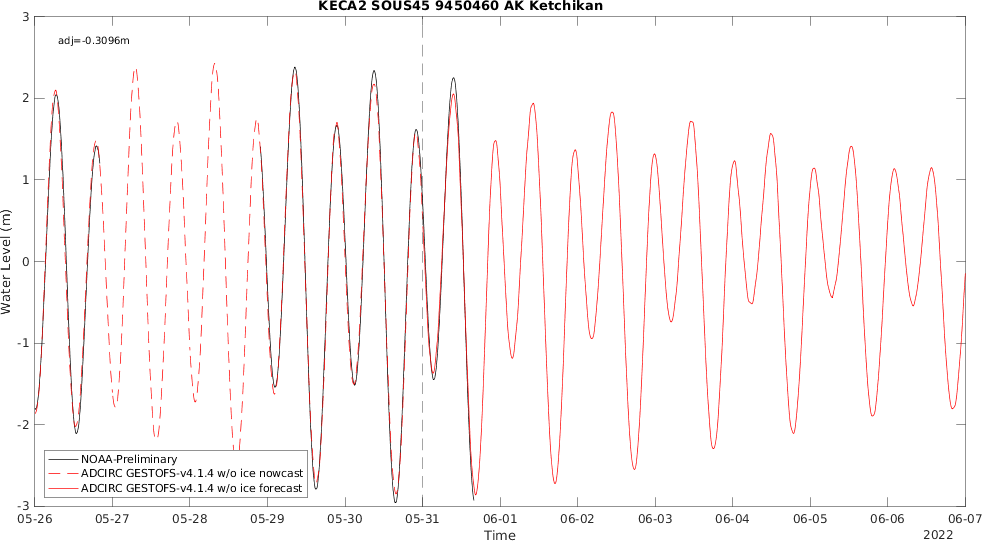 KECA2 SOUS45 9450460 AK Ketchikan
adj=-0.3096m
3
2
1
0
-1
-2
-3
Water Level (m)
NOAA-Preliminary
ADCIRC GESTOFS-v4.1.4 w/o ice nowcast
ADCIRC GESTOFS-v4.1.4 w/o ice forecast
05-26 05-27 05-28 05-29 05-30 05-31 06-01 06-02 06-03 06-04 06-05 06-06 06-07
Time
2022